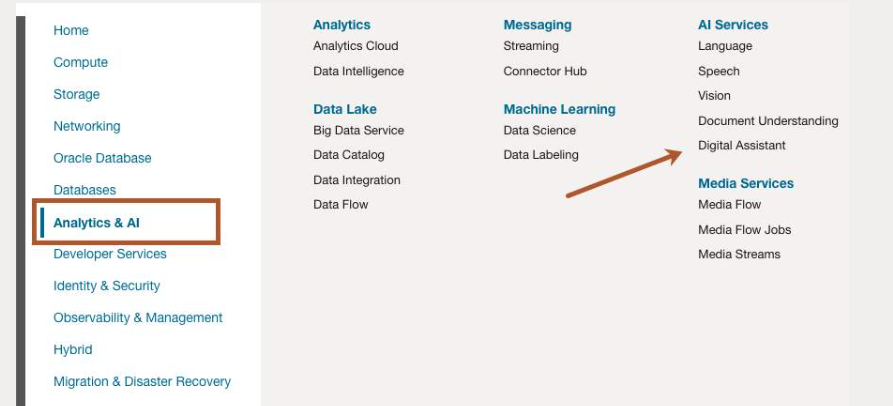 Home
Compute
Storage
Networking
Oracle Database
Databases
Analytics & AI
Developer Services
Identity & Security
Observability & Management
Hybrid
Migration & Disaster Recovery
Analytics
Analytics Cloud
Data Intelligence
Data Lake
Big Data Service
Data Catalog
Data Integration
Data Flow
Messaging
Streaming
Connector Hub
Machine Learning
Data Science
Data Labeling
AI Services
Language
Speech
Vision
Document Understanding
Digital Assistant
Media Services
Media Flow
Media Flow Jobs
Media Streams